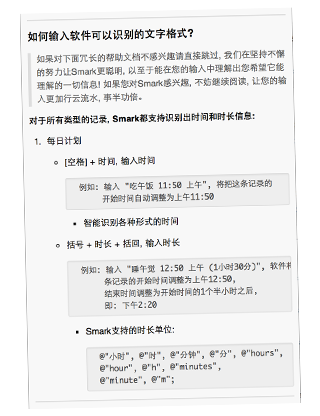 如何输入软件可以识别的文字格式？
如果对下面冗长的帮助文档不感兴趣请直接跳过, 我们在坚持不懈
的努力让Smark更聪明, 以至于能在您的输入中理解出您希望它能
理解的一切信息! 如果您对Smark感兴趣, 不妨继续阅读, 让您的输
入更加行云流水, 事半功倍。
对于所有类型的记录, Smark都支持识别出时间和时长信息:
1. 每日计划
[空格] + 时间, 输入时间
例如: 输入 "吃午饭 11:50 上午", 将把这条记录的
开始时间自动调整为上午11:50
智能识别各种形式的时间
括号 + 时长 + 括回, 输入时长
例如: 输入 "睡午觉 12:50 上午 (1小时30分)", 软件将
条记录的开始时间调整为上午12:50,
结束时间调整为开始时间的1个半小时之后,
即: 下午2:20
Smark支持的时长单位:
@"小时", @"时", @"分钟", @"分", @"hours",
@"hour", @"h", @"minutes",
@"minute", @"m";